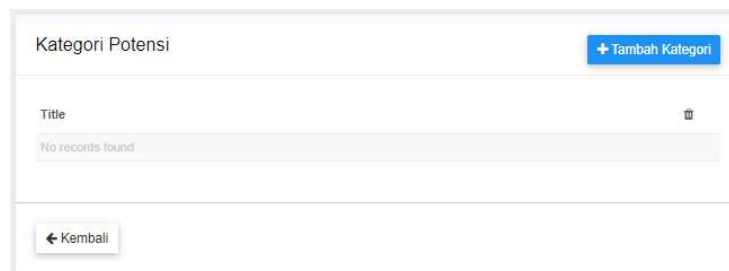 Kategori Potensi
Tambah Kategori
Title
No records found
Kembali